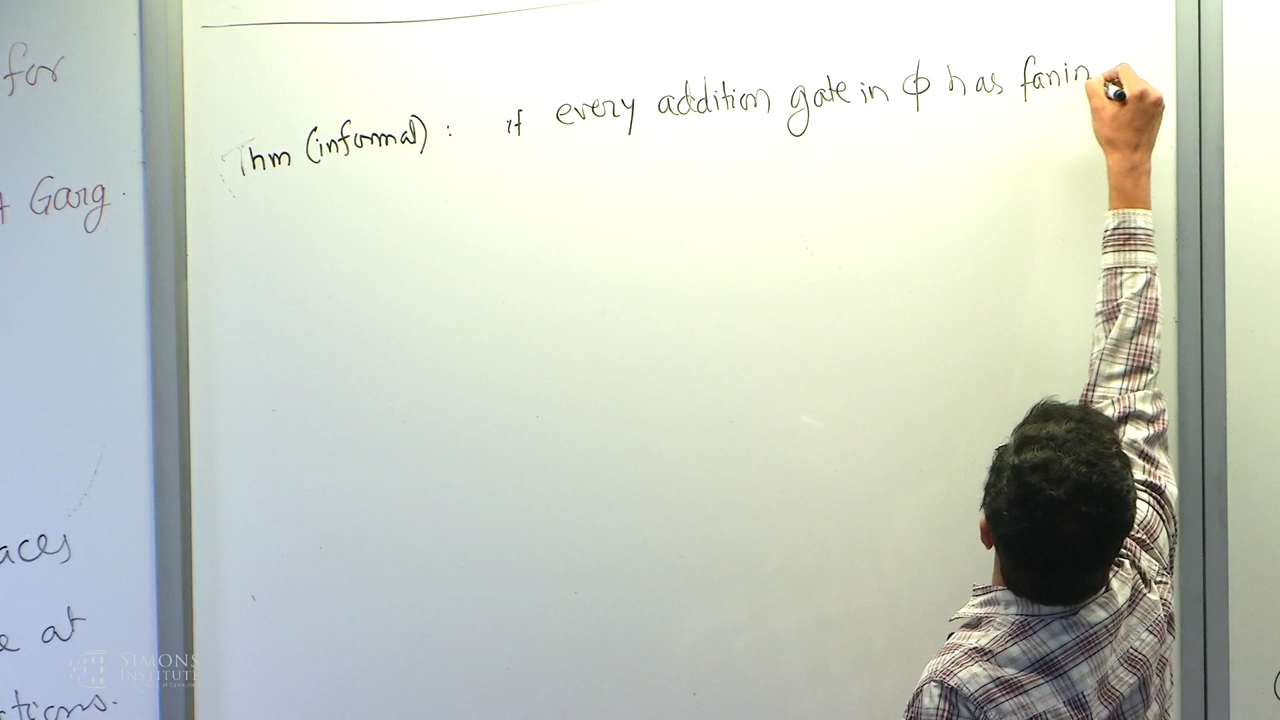 for
Garg.
aces
e at
tions.
Thm (informal) : if every addition gate in ϕ has fanin
SIMONS
INSTITUTE